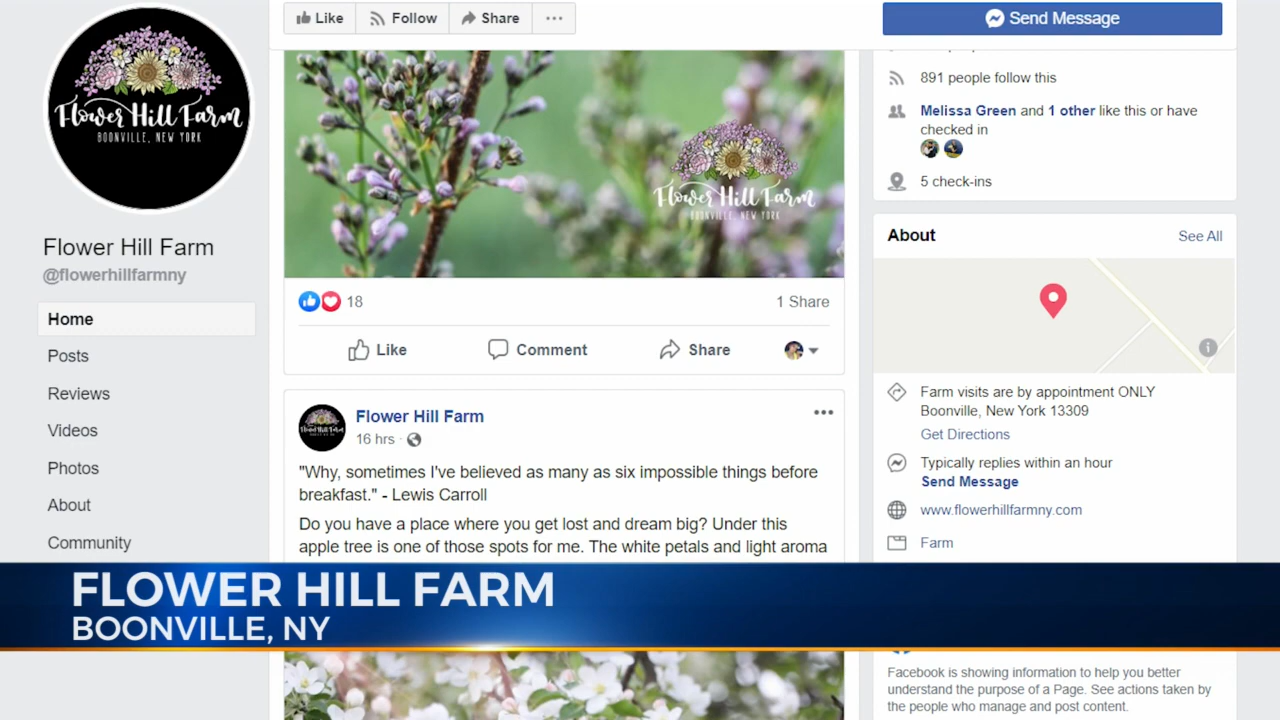 Like
Follow
Share
Send Message
Flower Hill Farm
BOONVILLE, NEW YORK
Flower Hill Farm
@flowerhillfarmny
Home
Posts
Reviews
Videos
Photos
About
Community
Flower Hill Farm
BOONVILLE, NEW YORK
18
1 Share
Like
Comment
Share
Flower Hill Farm
16 hrs ·
"Why, sometimes I've believed as many as six impossible things before
breakfast." - Lewis Carroll
Do you have a place where you get lost and dream big? Under this
apple tree is one of those spots for me. The white petals and light aroma
891 people follow this
Melissa Green and 1 other like this or have
checked in
5 check-ins
About
See All
Farm visits are by appointment ONLY
Boonville, New York 13309
Get Directions
Typically replies within an hour
Send Message
www.flowerhillfarmny.com
Farm
FLOWER HILL FARM
BOONVILLE, NY
Facebook is showing information to help you better
understand the purpose of a Page. See actions taken by
the people who manage and post content.